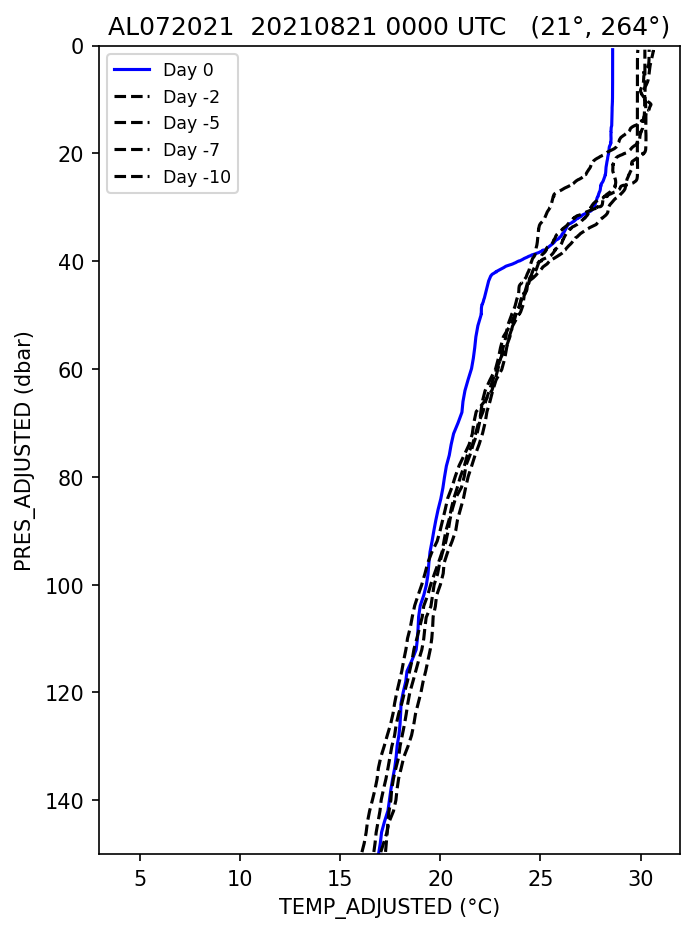 AL072021  20210821 0000 UTC   (21°, 264°)
0
20
40
60
80
100
120
140
PRES_ADJUSTED (dbar)
Day 0
Day -2
Day -5
Day -7
Day -10
5 10 15 20 25 30
TEMP_ADJUSTED (°C)